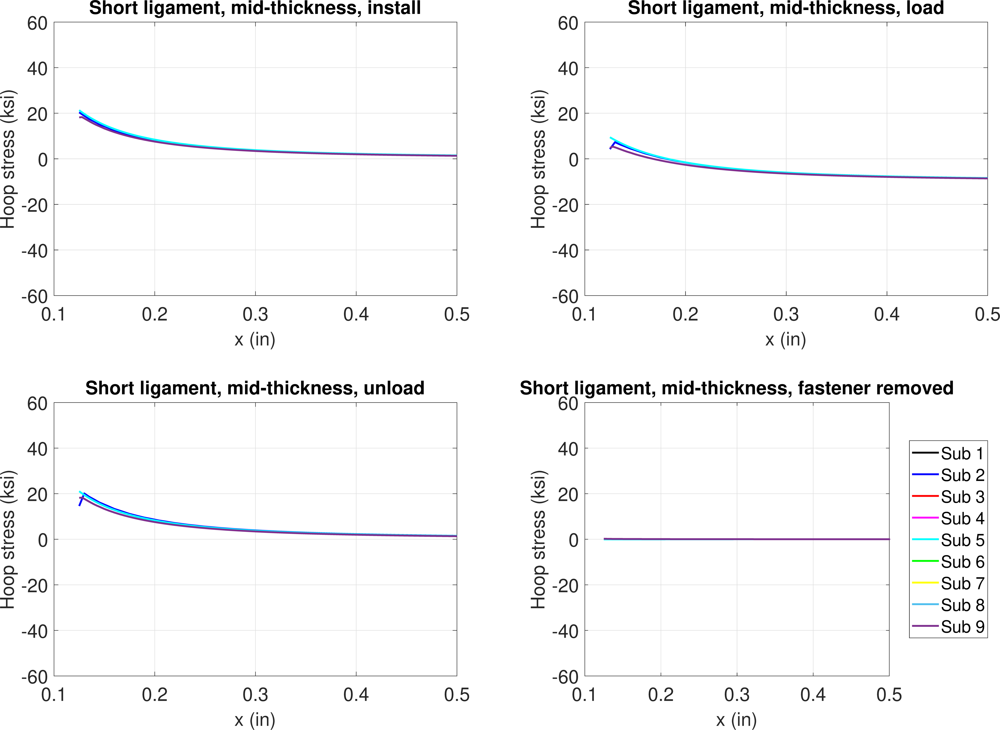 Short ligament, mid-thickness, install
60
40
20
0
-20
-40
-60
Hoop stress (ksi)
0.1 0.2 0.3 0.4 0.5
x (in)
Short ligament, mid-thickness, load
60
40
20
0
-20
-40
-60
Hoop stress (ksi)
0.1 0.2 0.3 0.4 0.5
x (in)
Short ligament, mid-thickness, unload
60
40
20
0
-20
-40
-60
Hoop stress (ksi)
0.1 0.2 0.3 0.4 0.5
x (in)
Short ligament, mid-thickness, fastener removed
60
40
20
0
-20
-40
-60
Hoop stress (ksi)
0.1 0.2 0.3 0.4 0.5
x (in)
Sub 1
Sub 2
Sub 3
Sub 4
Sub 5
Sub 6
Sub 7
Sub 8
Sub 9